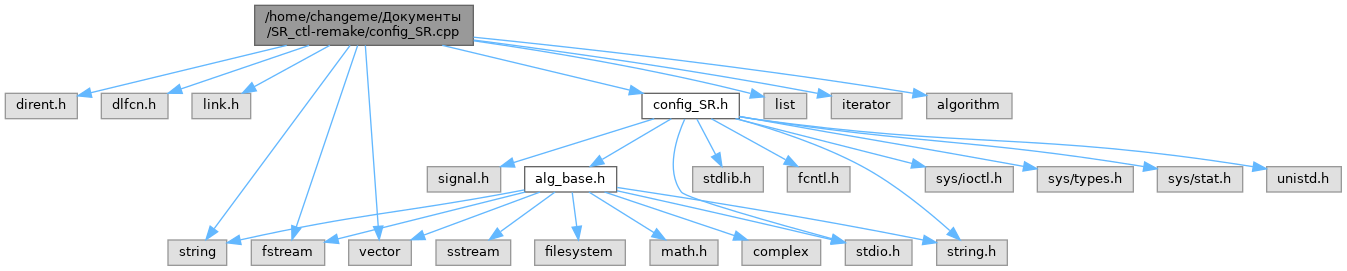 /home/changeme/Документы
/SR_ctl-remake/config_SR.cpp
dirent.h
dlfcn.h
link.h
config_SR.h
list
iterator
algorithm
signal.h
alg_base.h
stdlib.h
fcntl.h
sys/ioctl.h
sys/types.h
sys/stat.h
unistd.h
string
fstream
vector
sstream
filesystem
math.h
complex
stdio.h
string.h